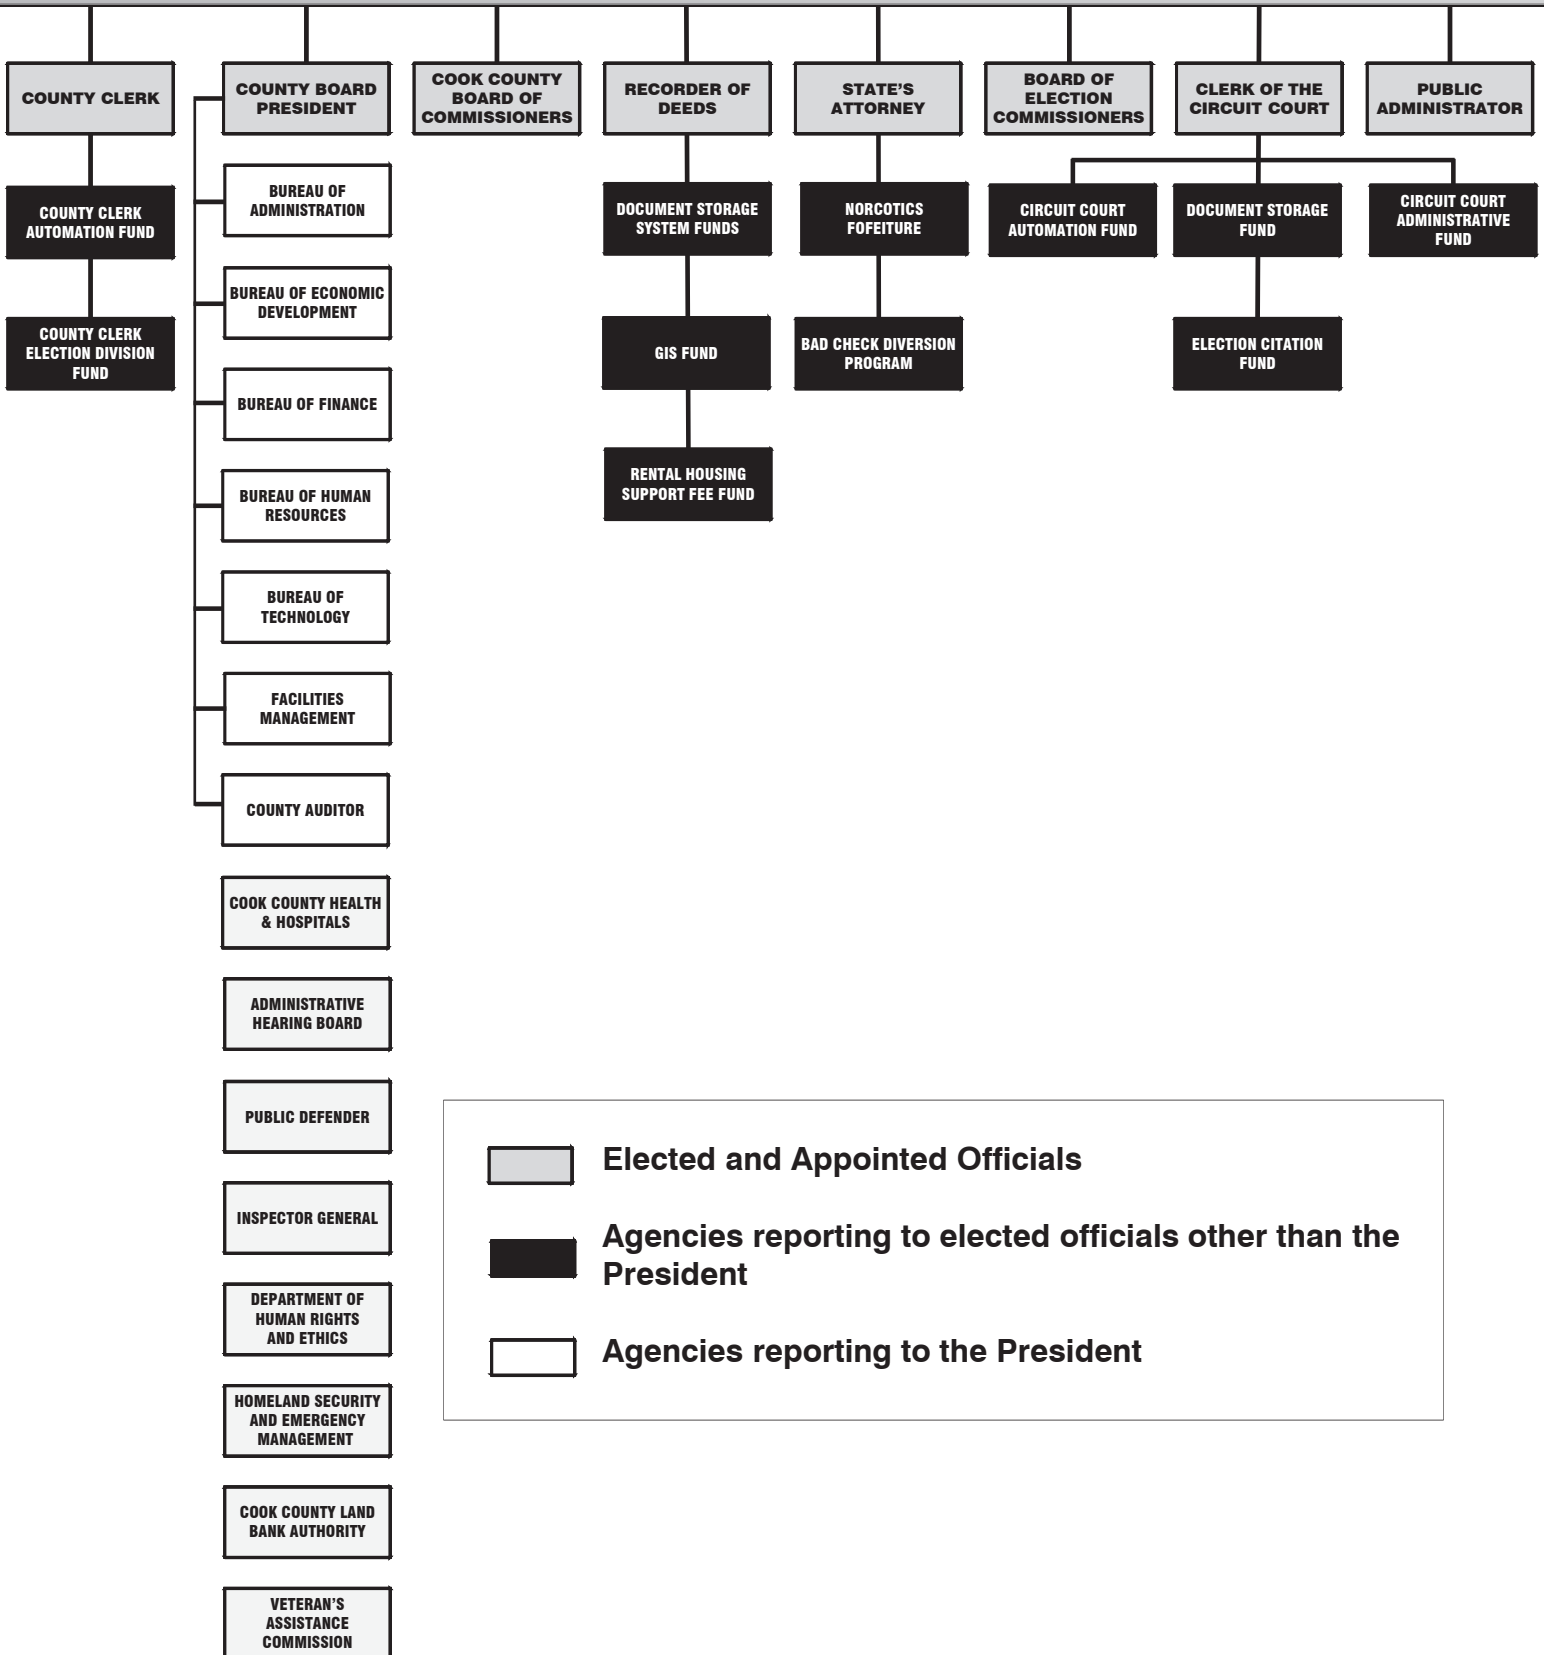 COUNTY CLERK
COUNTY CLERK
AUTOMATION FUND
COUNTY CLERK
ELECTION DIVISION
FUND
COUNTY BOARD
PRESIDENT
BUREAU OF
ADMINISTRATION
BUREAU OF ECONOMIC
DEVELOPMENT
BUREAU OF FINANCE
BUREAU OF HUMAN
RESOURCES
BUREAU OF
TECHNOLOGY
FACILITIES
MANAGEMENT
COUNTY AUDITOR
COOK COUNTY HEALTH
& HOSPITALS
ADMINISTRATIVE
HEARING BOARD
PUBLIC DEFENDER
INSPECTOR GENERAL
DEPARTMENT OF
HUMAN RIGHTS
AND ETHICS
HOMELAND SECURITY
AND EMERGENCY
MANAGEMENT
COOK COUNTY LAND
BANK AUTHORITY
VETERAN’S
ASSISTANCE
COMMISSION
COOK COUNTY
BOARD OF
COMMISSIONERS
RECORDER OF
DEEDS
DOCUMENT STORAGE
SYSTEM FUNDS
GIS FUND
RENTAL HOUSING
SUPPORT FEE FUND
STATE’S
ATTORNEY
NORCOTICS
FOFEITURE
BAD CHECK DIVERSION
PROGRAM
BOARD OF
ELECTION
COMMISSIONERS
CLERK OF THE
CIRCUIT COURT
CIRCUIT COURT
AUTOMATION FUND
DOCUMENT STORAGE
FUND
CIRCUIT COURT
ADMINISTRATIVE
FUND
ELECTION CITATION
FUND
PUBLIC
ADMINISTRATOR
Elected and Appointed Officials
Agencies reporting to elected officials other than the
President
Agencies reporting to the President